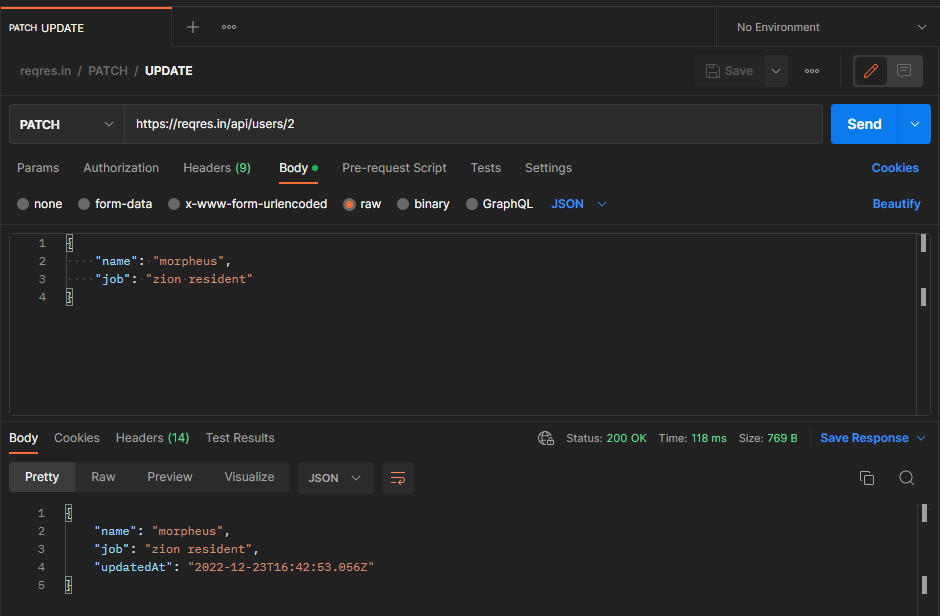 PATCH UPDATE
No Environment
reqres.in / PATCH / UPDATE
Save
PATCH https://reqres.in/api/users/2 Send
Params Authorization Headers (9) Body Pre-request Script Tests Settings Cookies
none form-data x-www-form-urlencoded raw binary GraphQL JSON Beautify
1 {
2 "name": "morpheus",
3 "job": "zion resident"
4 }
Body Cookies Headers (14) Test Results Status: 200 OK Time: 118 ms Size: 769 B Save Response
Pretty Raw Preview Visualize JSON
1 {
2 "name": "morpheus",
3 "job": "zion resident",
4 "updatedAt": "2022-12-23T16:42:53.056Z"
5 }